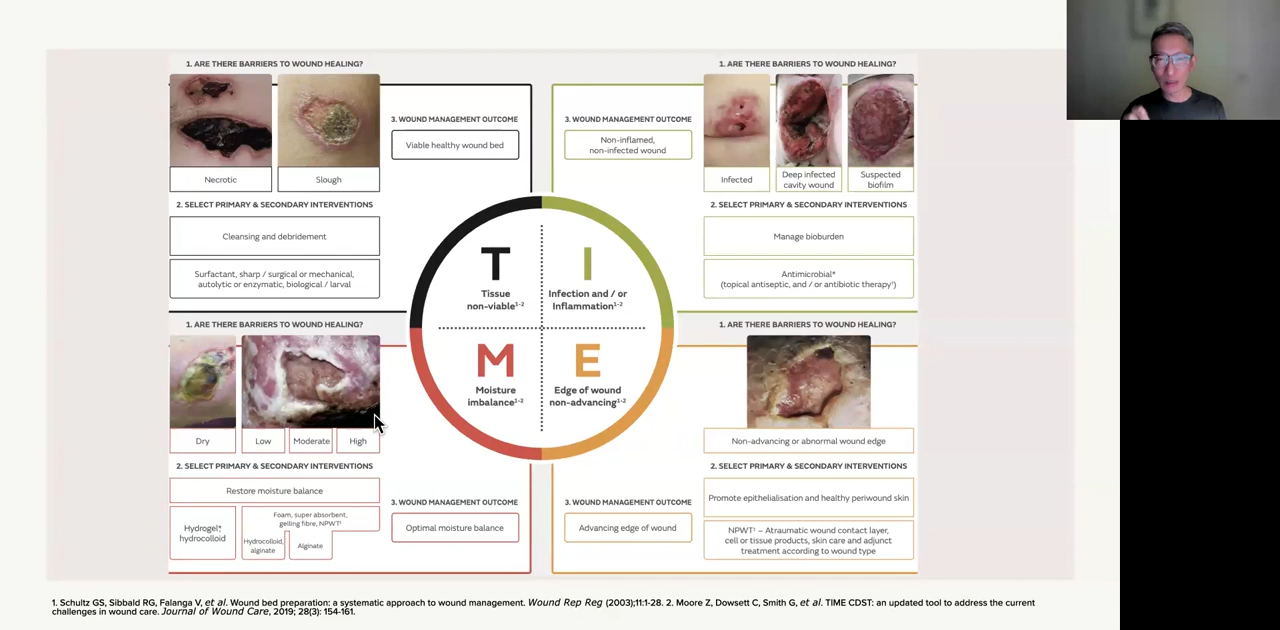 1. ARE THERE BARRIERS TO WOUND HEALING?
Necrotic
Slough
2. SELECT PRIMARY & SECONDARY INTERVENTIONS
Cleansing and debridement
Surfactant, sharp / surgical or mechanical,
autolytic or enzymatic, biological / larval
3. WOUND MANAGEMENT OUTCOME
Viable healthy wound bed
1. ARE THERE BARRIERS TO WOUND HEALING?
Infected
Deep infected
cavity wound
Suspected
biofilm
2. SELECT PRIMARY & SECONDARY INTERVENTIONS
Manage bioburden
Antimicrobial*
(topical antiseptic, and / or antibiotic therapy†)
3. WOUND MANAGEMENT OUTCOME
Non-inflamed,
non-infected wound
T
Tissue
non-viable¹⁻²
I
Infection and / or
Inflammation¹⁻²
M
Moisture
imbalance¹⁻²
E
Edge of wound
non-advancing¹⁻²
1. ARE THERE BARRIERS TO WOUND HEALING?
Dry
Low
Moderate
High
2. SELECT PRIMARY & SECONDARY INTERVENTIONS
Restore moisture balance
Hydrogel
hydrocolloid
Foam, super absorbent,
gelling fibre, NPWT
Hydrocolloid,
alginate
Alginate
3. WOUND MANAGEMENT OUTCOME
Optimal moisture balance
1. ARE THERE BARRIERS TO WOUND HEALING?
Non-advancing or abnormal wound edge
2. SELECT PRIMARY & SECONDARY INTERVENTIONS
Promote epithelialisation and healthy periwound skin
NPWT – Atraumatic wound contact layer,
cell or tissue products, skin care and adjunct
treatment according to wound type
3. WOUND MANAGEMENT OUTCOME
Advancing edge of wound
1. Schultz GS, Sibbald RG, Falanga V, et al. Wound bed preparation: a systematic approach to wound management. Wound Rep Reg (2003);11:1-28. 2. Moore Z, Dowsett C, Smith G, et al. TIME CDST: an updated tool to address the current
challenges in wound care. Journal of Wound Care, 2019; 28(3): 154-161.